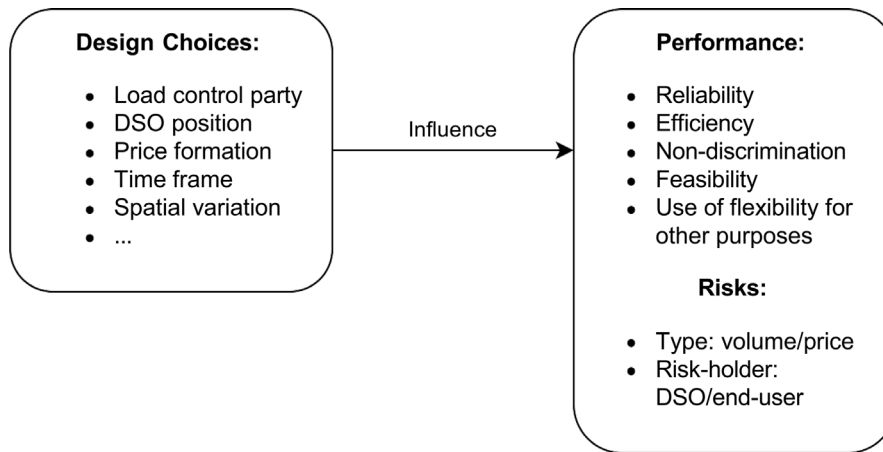 Design Choices:
• Load control party
• DSO position
• Price formation
• Time frame
• Spatial variation
• ...
Influence
Performance:
• Reliability
• Efficiency
• Non-discrimination
• Feasibility
• Use of flexibility for
other purposes
Risks:
• Type: volume/price
• Risk-holder:
DSO/end-user